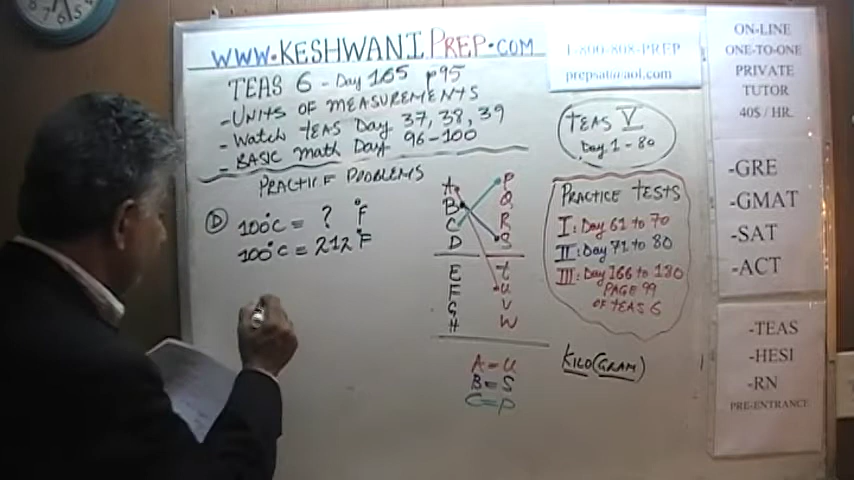 WWW.KESHWANIPREP.COM
TEAS 6 - Day 165 p95
- UNITS OF MEASUREMENTS
- Watch TEAS Day 37, 38, 39
- BASIC math Day 96-100
PRACTICE PROBLEMS
D 100°C = ? °F
100°C = 212°F
A P
B Q
C R
D S
E T
F U
G V
H W
A = U
B = S
C = P
1-800-808-PREP
prepsat@aol.com
TEAS V
Day 1-80
PRACTICE TESTS
I: Day 61 to 70
II: Day 71 to 80
III: Day 166 to 180
PAGE 99
OF TEAS 6
KILO(GRAM)
ON-LINE
ONE-TO-ONE
PRIVATE
TUTOR
40$ / HR.
-GRE
-GMAT
-SAT
-ACT
-TEAS
-HESI
-RN
PRE-ENTRANCE
8 7 6 5